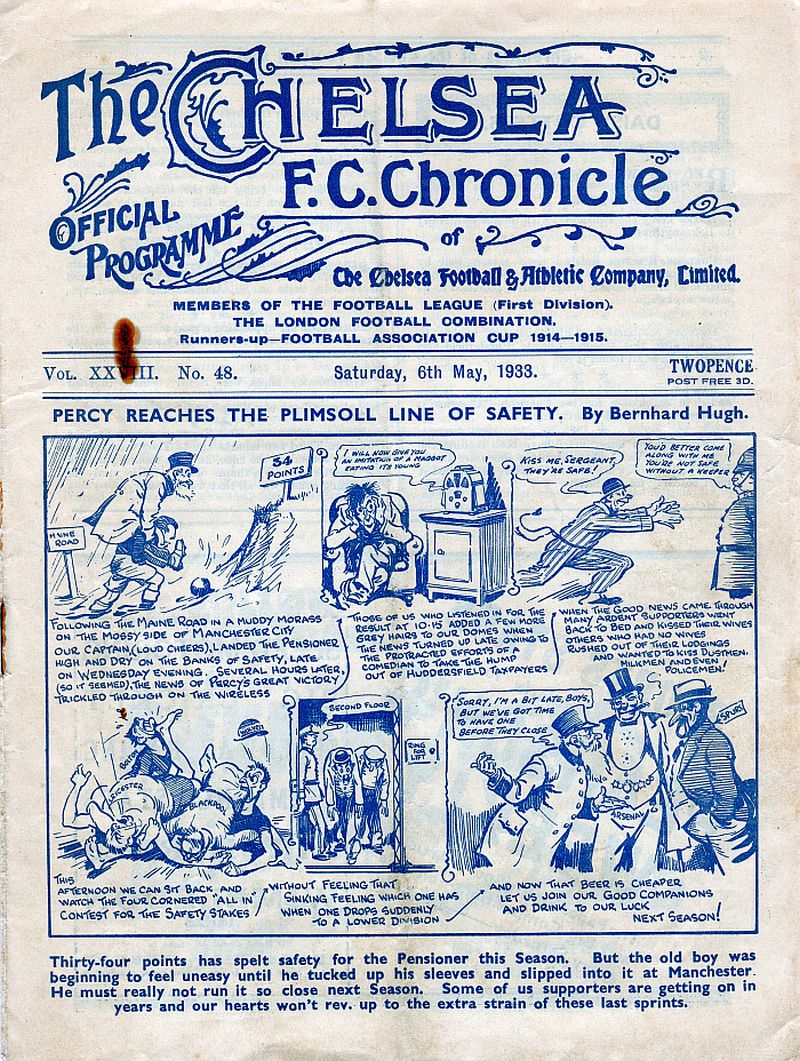 The Chelsea
F.C. Chronicle
Official
Programme
of
The Chelsea Football & Athletic Company, Limited.
MEMBERS OF THE FOOTBALL LEAGUE (First Division).
THE LONDON FOOTBALL COMBINATION.
Runners-up—FOOTBALL ASSOCIATION CUP 1914—1915.
VOL. XXVIII. No. 48.
Saturday, 6th May, 1933.
TWOPENCE
POST FREE 3D.
PERCY REACHES THE PLIMSOLL LINE OF SAFETY. By Bernhard Hugh.
MAINE
ROAD
34
POINTS
FOLLOWING THE MAINE ROAD IN A MUDDY MORASS
ON THE MOSSY SIDE OF MANCHESTER CITY
OUR CAPTAIN, (LOUD CHEERS), LANDED THE PENSIONER
HIGH AND DRY ON THE BANKS OF SAFETY, LATE
ON WEDNESDAY EVENING. SEVERAL HOURS LATER,
(SO IT SEEMED), THE NEWS OF PERCY'S GREAT VICTORY
TRICKLED THROUGH ON THE WIRELESS
I WILL NOW GIVE YOU
AN IMITATION OF A MAGGOT
EATING ITS YOUNG
THOSE OF US WHO LISTENED IN FOR THE
RESULT AT 10·15 ADDED A FEW MORE
GREY HAIRS TO OUR DOMES WHEN
THE NEWS TURNED UP LATE OWING TO
THE PROTRACTED EFFORTS OF A
COMEDIAN TO TAKE THE HUMP
OUT OF HUDDERSFIELD TAXPAYERS
KISS ME, SERGEANT,
THEY'RE SAFE!
YOU'D BETTER COME
ALONG WITH ME
YOU'RE NOT SAFE
WITHOUT A KEEPER
WHEN THE GOOD NEWS CAME THROUGH
MANY ARDENT SUPPORTERS WENT
BACK TO BED AND KISSED THEIR WIVES
OTHERS WHO HAD NO WIVES
RUSHED OUT OF THEIR LODGINGS
AND WANTED TO KISS DUSTMEN,
MILKMEN AND EVEN
POLICEMEN!
LEICESTER
BLACKPOOL
WOLVES
THIS
AFTERNOON WE CAN SIT BACK AND
WATCH THE FOUR CORNERED "ALL IN"
CONTEST FOR THE SAFETY STAKES
SECOND FLOOR
RING
FOR
LIFT
WITHOUT FEELING THAT
SINKING FEELING WHICH ONE HAS
WHEN ONE DROPS SUDDENLY
TO A LOWER DIVISION
SORRY, I'M A BIT LATE, BOYS,
BUT WE'VE GOT TIME
TO HAVE ONE
BEFORE THEY CLOSE
ARSENAL
SPURS
AND NOW THAT BEER IS CHEAPER
LET US JOIN OUR GOOD COMPANIONS
AND DRINK TO OUR LUCK
NEXT SEASON!
Thirty-four points has spelt safety for the Pensioner this Season. But the old boy was
beginning to feel uneasy until he tucked up his sleeves and slipped into it at Manchester.
He must really not run it so close next Season. Some of us supporters are getting on in
years and our hearts won't rev. up to the extra strain of these last sprints.